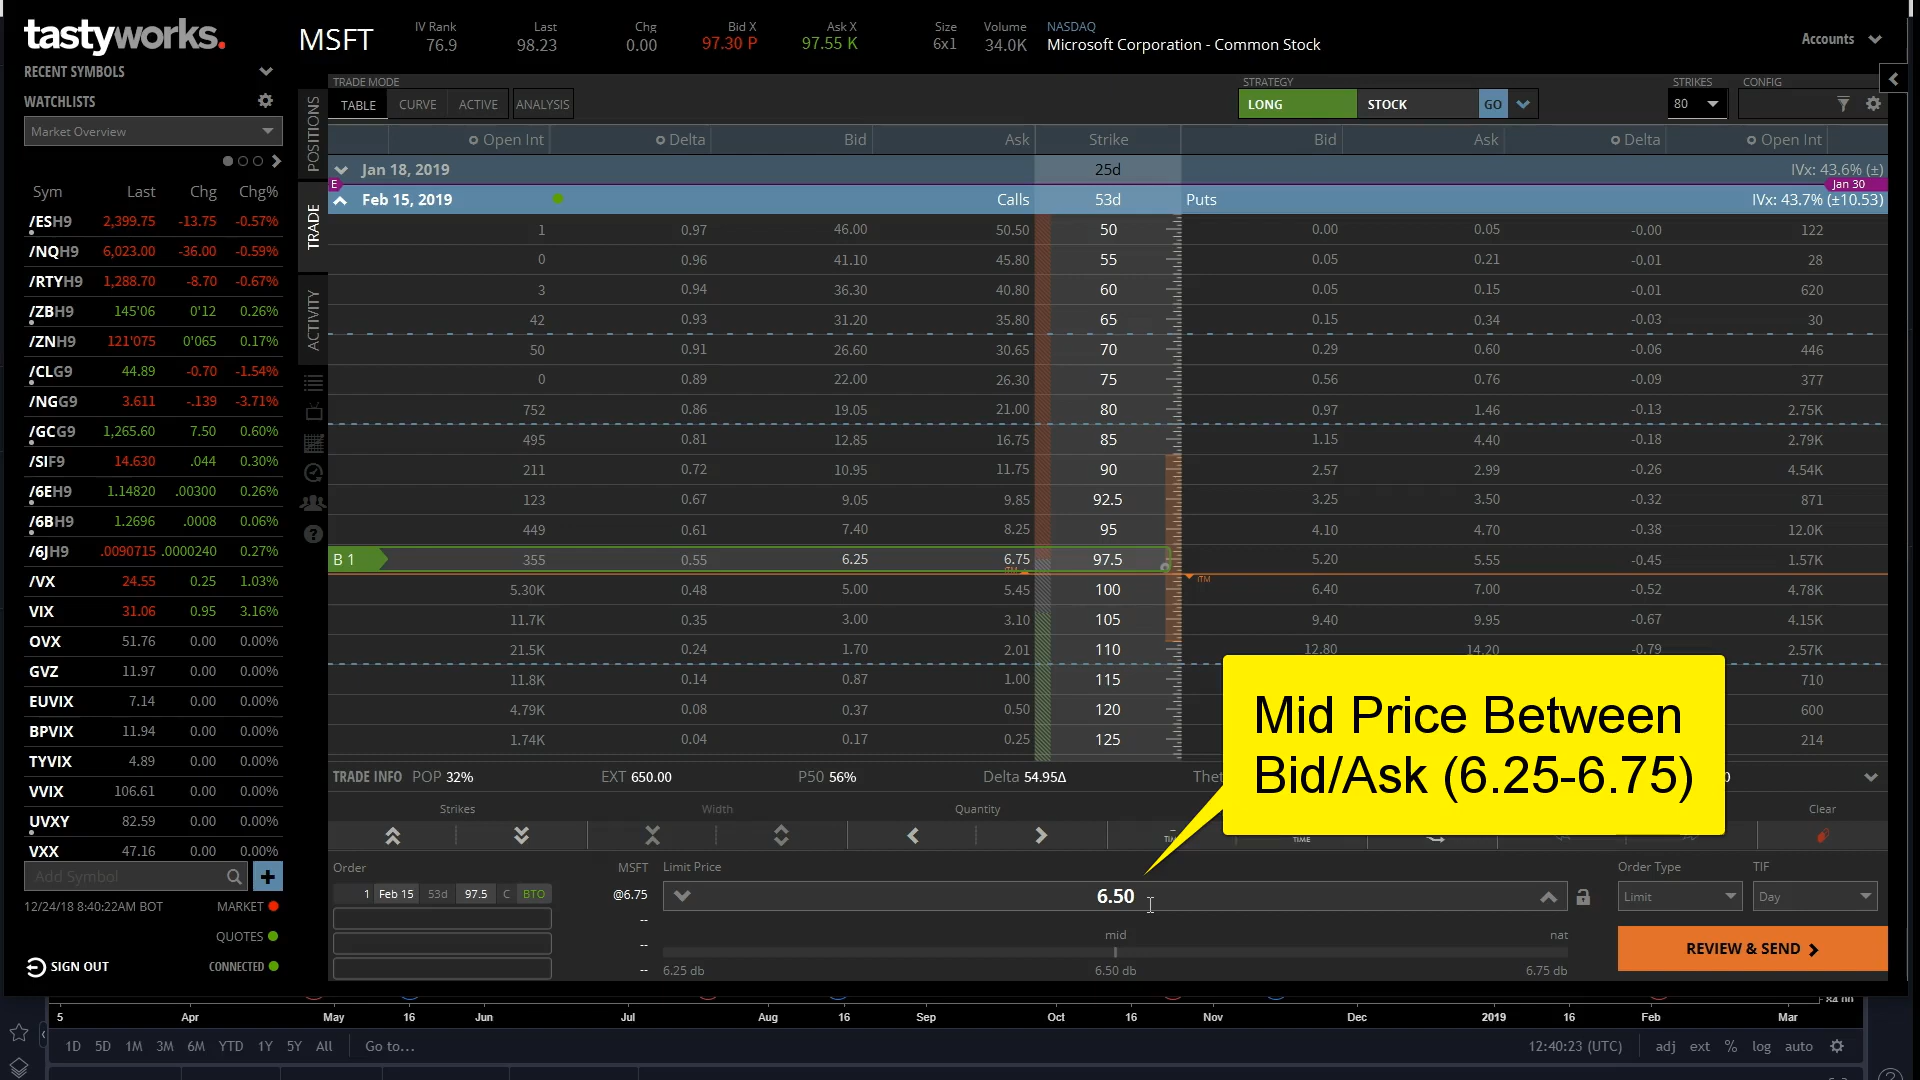 tastyworks.
RECENT SYMBOLS
WATCHLISTS
Market Overview
Sym Last Chg Chg%
/ESH9 2,399.75 -13.75 -0.57%
/NQH9 6,023.00 -36.00 -0.59%
/RTYH9 1,288.70 -8.70 -0.67%
/ZBH9 145'06 0'12 0.26%
/ZNH9 121'075 0'065 0.17%
/CLG9 44.89 -0.70 -1.54%
/NGG9 3.611 -.139 -3.71%
/GCG9 1,265.60 7.50 0.60%
/SIF9 14.630 .044 0.30%
/6EH9 1.14820 .00300 0.26%
/6BH9 1.2696 .0008 0.06%
/6JH9 .0090715 .0000240 0.27%
/VX 24.55 0.25 1.03%
VIX 31.06 0.95 3.16%
OVX 51.76 0.00 0.00%
GVZ 11.97 0.00 0.00%
EUVIX 7.14 0.00 0.00%
BPVIX 11.94 0.00 0.00%
TYVIX 4.89 0.00 0.00%
VVIX 106.61 0.00 0.00%
UVXY 82.59 0.00 0.00%
VXX 47.16 0.00 0.00%
Add Symbol
12/24/18 8:40:22AM BOT MARKET
QUOTES
SIGN OUT CONNECTED
POSITIONS
TRADE
ACTIVITY
MSFT
IV Rank Last Chg Bid X Ask X Size Volume NASDAQ
76.9 98.23 0.00 97.30 P 97.55 K 6x1 34.0K Microsoft Corporation - Common Stock
Accounts
TRADE MODE STRATEGY STRIKES CONFIG
TABLE CURVE ACTIVE ANALYSIS LONG STOCK GO 80
Open Int Delta Bid Ask Strike Bid Ask Delta Open Int
Jan 18, 2019 25d IVx: 43.6% (±)
E Jan 30
Feb 15, 2019 Calls 53d Puts IVx: 43.7% (±10.53)
1 0.97 46.00 50.50 50 0.00 0.05 -0.00 122
0 0.96 41.10 45.80 55 0.05 0.21 -0.01 28
3 0.94 36.30 40.80 60 0.05 0.15 -0.01 620
42 0.93 31.20 35.80 65 0.15 0.34 -0.03 30
50 0.91 26.60 30.65 70 0.29 0.60 -0.06 446
0 0.89 22.00 26.30 75 0.56 0.76 -0.09 377
752 0.86 19.05 21.00 80 0.97 1.46 -0.13 2.75K
495 0.81 12.85 16.75 85 1.15 4.40 -0.18 2.79K
211 0.72 10.95 11.75 90 2.57 2.99 -0.26 4.54K
123 0.67 9.05 9.85 92.5 3.25 3.50 -0.32 871
449 0.61 7.40 8.25 95 4.10 4.70 -0.38 12.0K
B 1 355 0.55 6.25 6.75 97.5 5.20 5.55 -0.45 1.57K
ITM ITM
5.30K 0.48 5.00 5.45 100 6.40 7.00 -0.52 4.78K
11.7K 0.35 3.00 3.10 105 9.40 9.95 -0.67 4.15K
21.5K 0.24 1.70 2.01 110 12.80 14.20 -0.79 2.57K
11.8K 0.14 0.87 1.00 115 710
4.79K 0.08 0.37 0.50 120 600
1.74K 0.04 0.17 0.25 125 214
Mid Price Between
Bid/Ask (6.25-6.75)
TRADE INFO POP 32% EXT 650.00 P50 56% Delta 54.95Δ
Strikes Width Quantity Clear
TIME
Order MSFT Limit Price Order Type TIF
1 Feb 15 53d 97.5 C BTO @6.75 6.50 Limit Day
--
--
--
mid nat
6.25 db 6.50 db 6.75 db
REVIEW & SEND
5 Apr May 16 Jun Jul Aug 16 Sep Oct 16 Nov Dec 2019 16 Feb Mar
1D 5D 1M 3M 6M YTD 1Y 5Y All Go to... 12:40:23 (UTC) adj ext % log auto